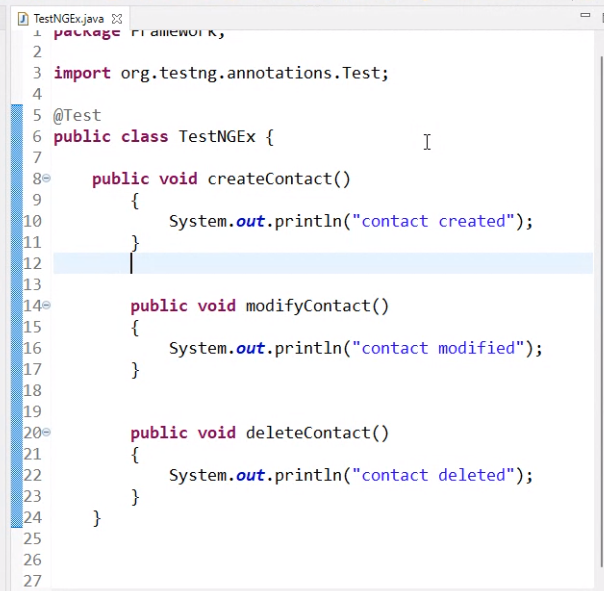 TestNGEx.java
1 package Framework;
2
3 import org.testng.annotations.Test;
4
5 @Test
6 public class TestNGEx {
7
8 public void createContact()
9 {
10 System.out.println("contact created");
11 }
12
13
14 public void modifyContact()
15 {
16 System.out.println("contact modified");
17 }
18
19
20 public void deleteContact()
21 {
22 System.out.println("contact deleted");
23 }
24 }
25
26
27